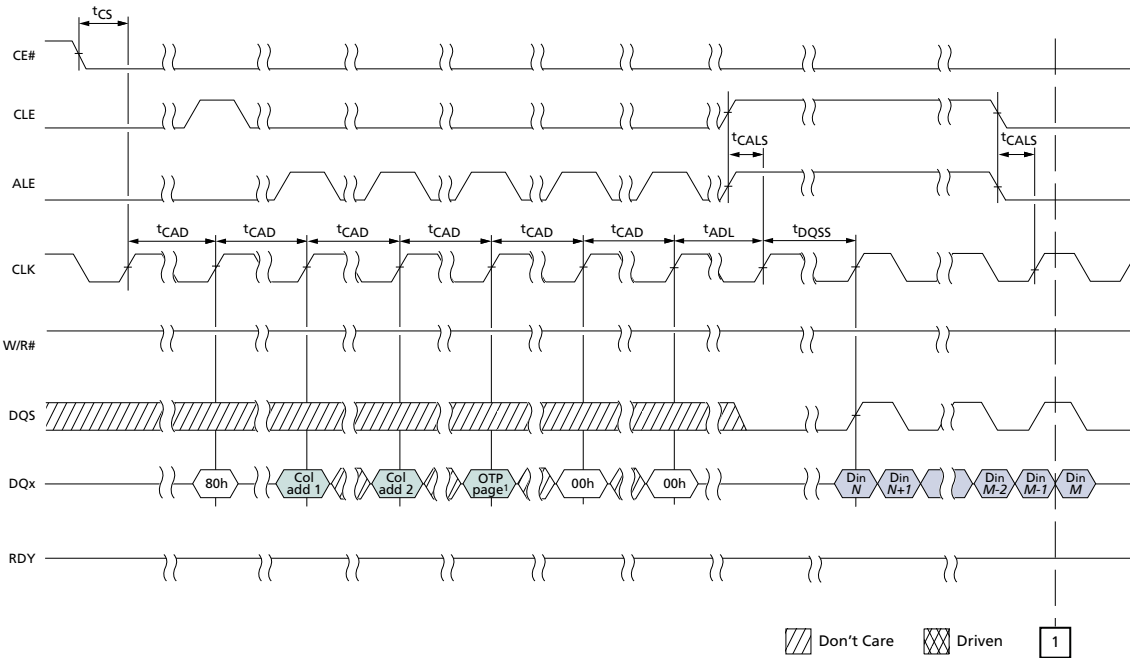 tCS
CE#
CLE
tCALS tCALS
ALE
tCAD tCAD tCAD tCAD tCAD tCAD tADL tDQSS
CLK
W/R#
DQS
DQx 80h Col add 1 Col add 2 OTP page¹ 00h 00h Din N Din N+1 Din M-2 Din M-1 Din M
RDY
Don't Care Driven 1